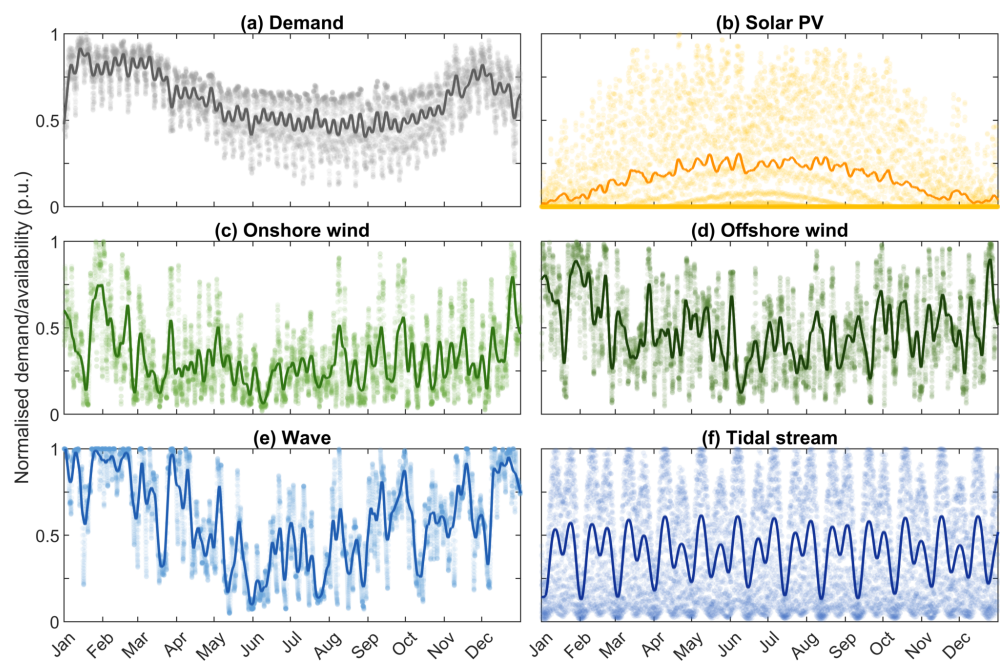 (a) Demand
(b) Solar PV
1
0.5
0
(c) Onshore wind
(d) Offshore wind
Normalised demand/availability (p.u.)
1
0.5
0
(e) Wave
(f) Tidal stream
1
0.5
0
Jan Feb Mar Apr May Jun Jul Aug Sep Oct Nov Dec
Jan Feb Mar Apr May Jun Jul Aug Sep Oct Nov Dec